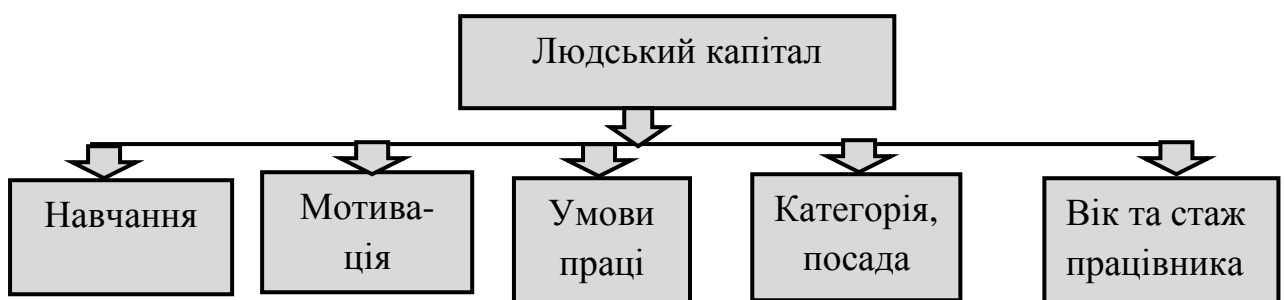 Людський капітал
Навчання
Мотива-
ція
Умови
праці
Категорія,
посада
Вік та стаж
працівника